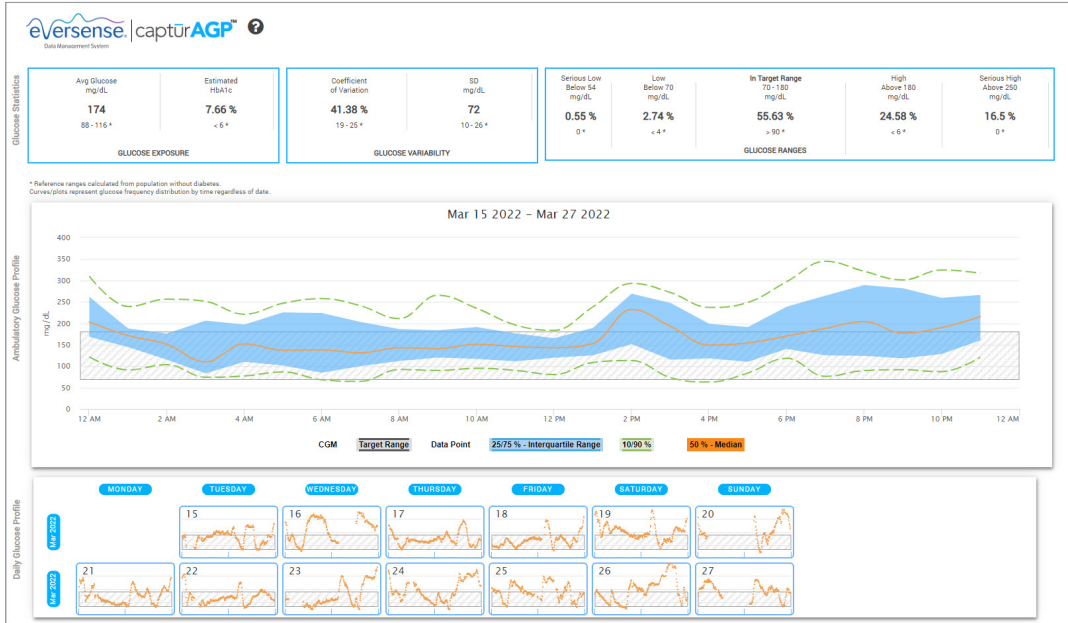 eversense. | captūrAGP™ ?
Data Management System
Glucose Statistics
Avg Glucose
mg/dL
174
88 - 116 *
Estimated
HbA1c
7.66 %
< 6 *
GLUCOSE EXPOSURE
Coefficient
of Variation
41.38 %
19 - 25 *
SD
mg/dL
72
10 - 26 *
GLUCOSE VARIABILITY
Serious Low
Below 54
mg/dL
0.55 %
0 *
Low
Below 70
mg/dL
2.74 %
< 4 *
In Target Range
70 - 180
mg/dL
55.63 %
> 90 *
High
Above 180
mg/dL
24.58 %
< 6 *
Serious High
Above 250
mg/dL
16.5 %
0 *
GLUCOSE RANGES
* Reference ranges calculated from population without diabetes.
Curves/plots represent glucose frequency distribution by time regardless of date.
Ambulatory Glucose Profile
Mar 15 2022 – Mar 27 2022
mg/dL
400
350
300
250
200
150
100
50
0
12 AM 2 AM 4 AM 6 AM 8 AM 10 AM 12 PM 2 PM 4 PM 6 PM 8 PM 10 PM 12 AM
CGM Target Range Data Point 25/75 % - Interquartile Range 10/90 % 50 % - Median
Daily Glucose Profile
MONDAY TUESDAY WEDNESDAY THURSDAY FRIDAY SATURDAY SUNDAY
Mar 2022
15 16 17 18 19 20
Mar 2022
21 22 23 24 25 26 27